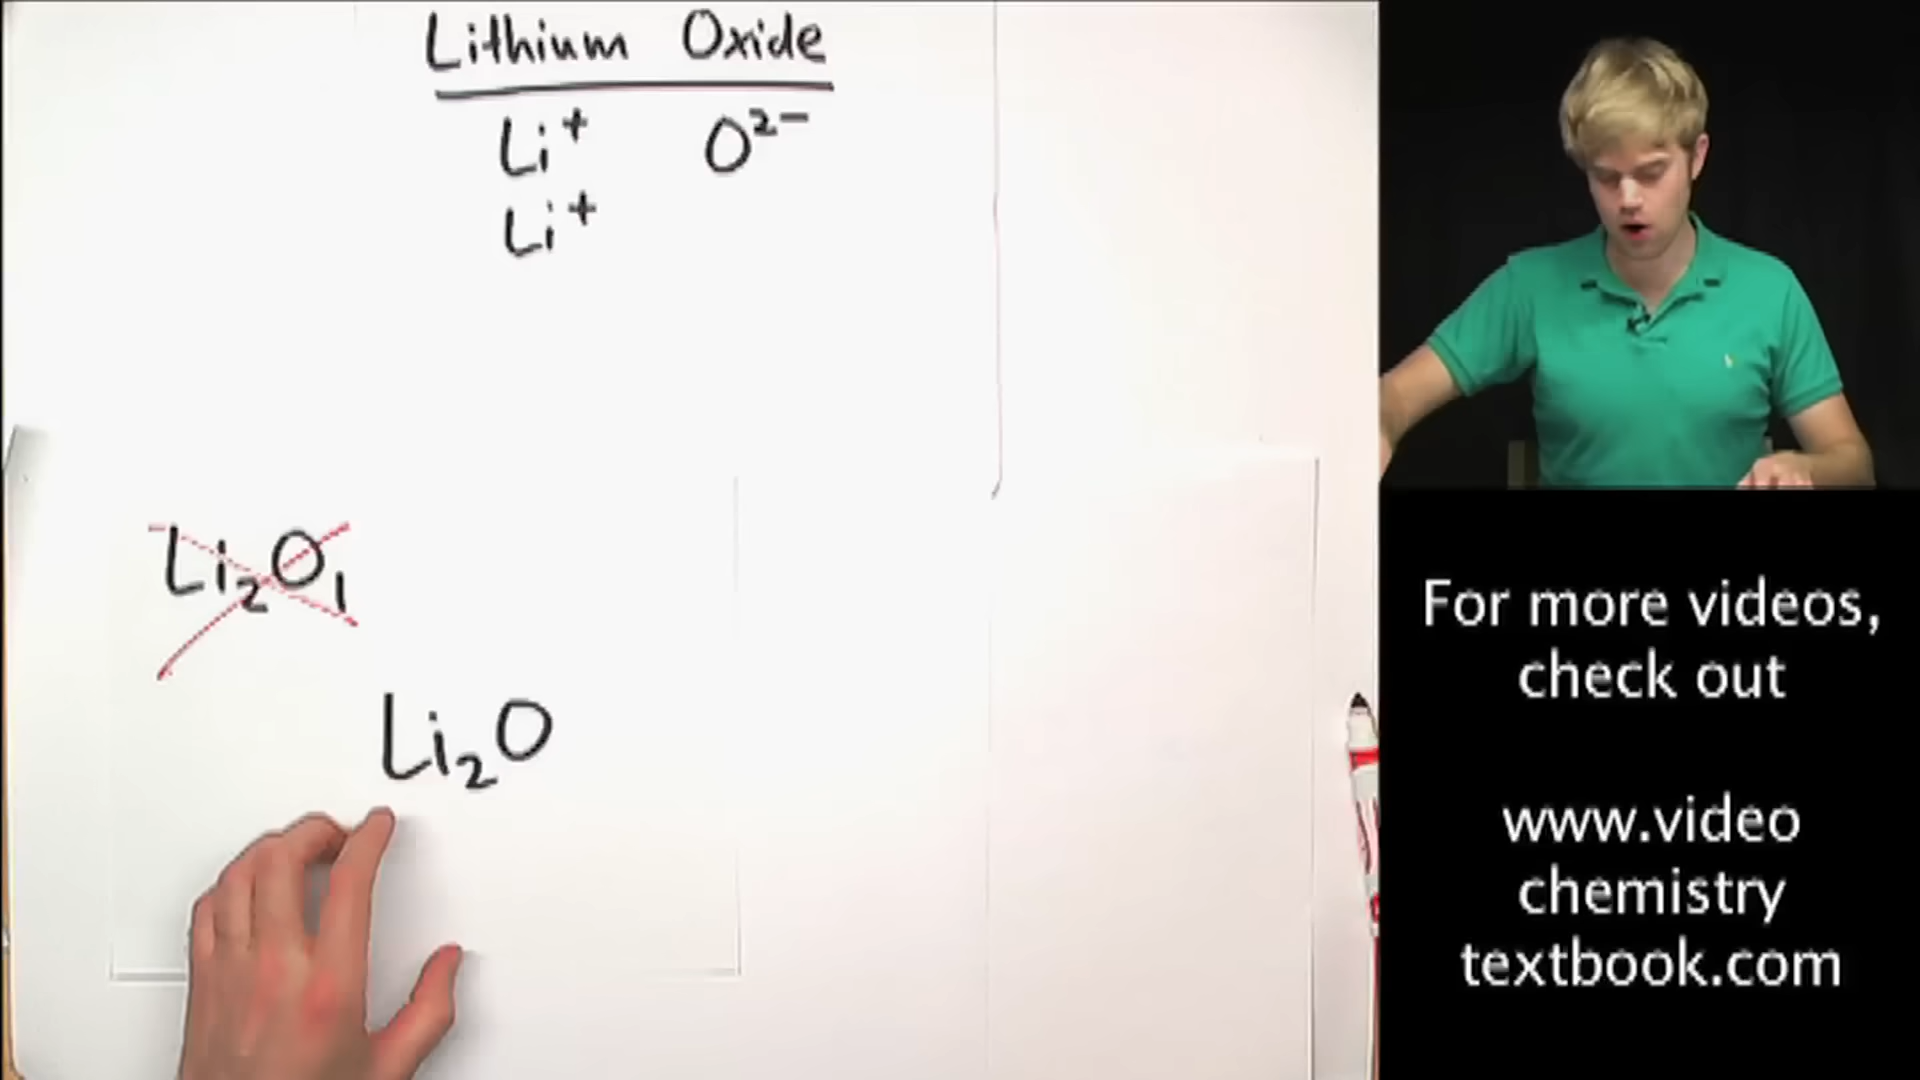 Lithium Oxide
Li⁺ O²⁻
Li⁺
Li₂O₁
Li₂O
For more videos,
check out
www.video
chemistry
textbook.com